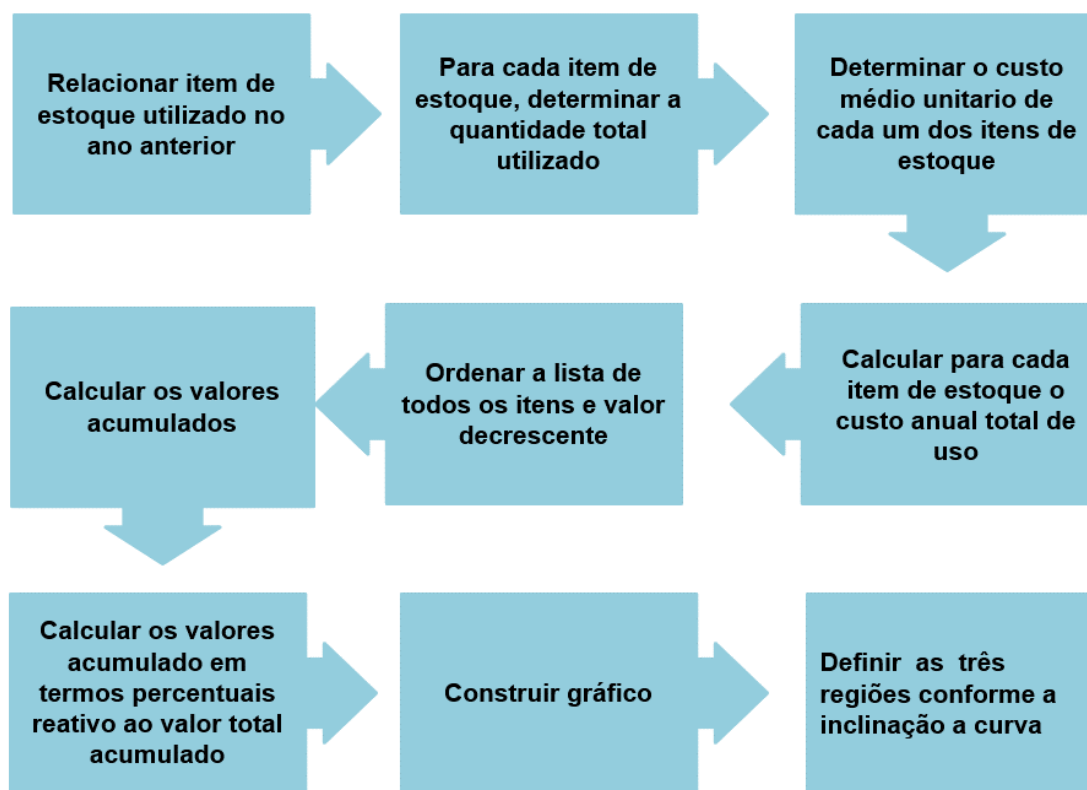 Relacionar item de
estoque utilizado no
ano anterior
Para cada item de
estoque, determinar a
quantidade total
utilizado
Determinar o custo
médio unitario de
cada um dos itens de
estoque
Calcular para cada
item de estoque o
custo anual total de
uso
Ordenar a lista de
todos os itens e valor
decrescente
Calcular os valores
acumulados
Calcular os valores
acumulado em
termos percentuais
reativo ao valor total
acumulado
Construir gráfico
Definir as três
regiões conforme a
inclinação a curva